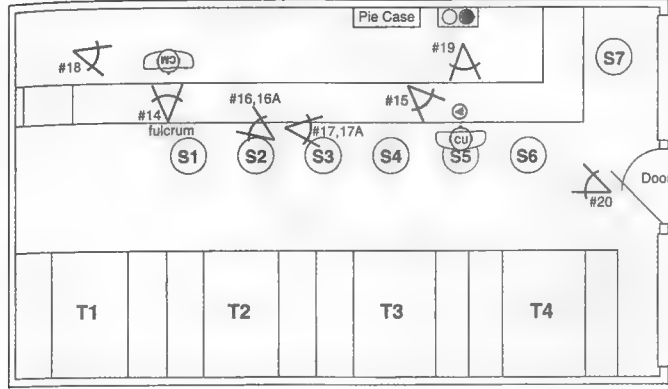 Pie Case
#18
CM
#19
S7
#16,16A
#15
#14
fulcrum
#17,17A
CU
S1
S2
S3
S4
S5
S6
Door
#20
T1
T2
T3
T4